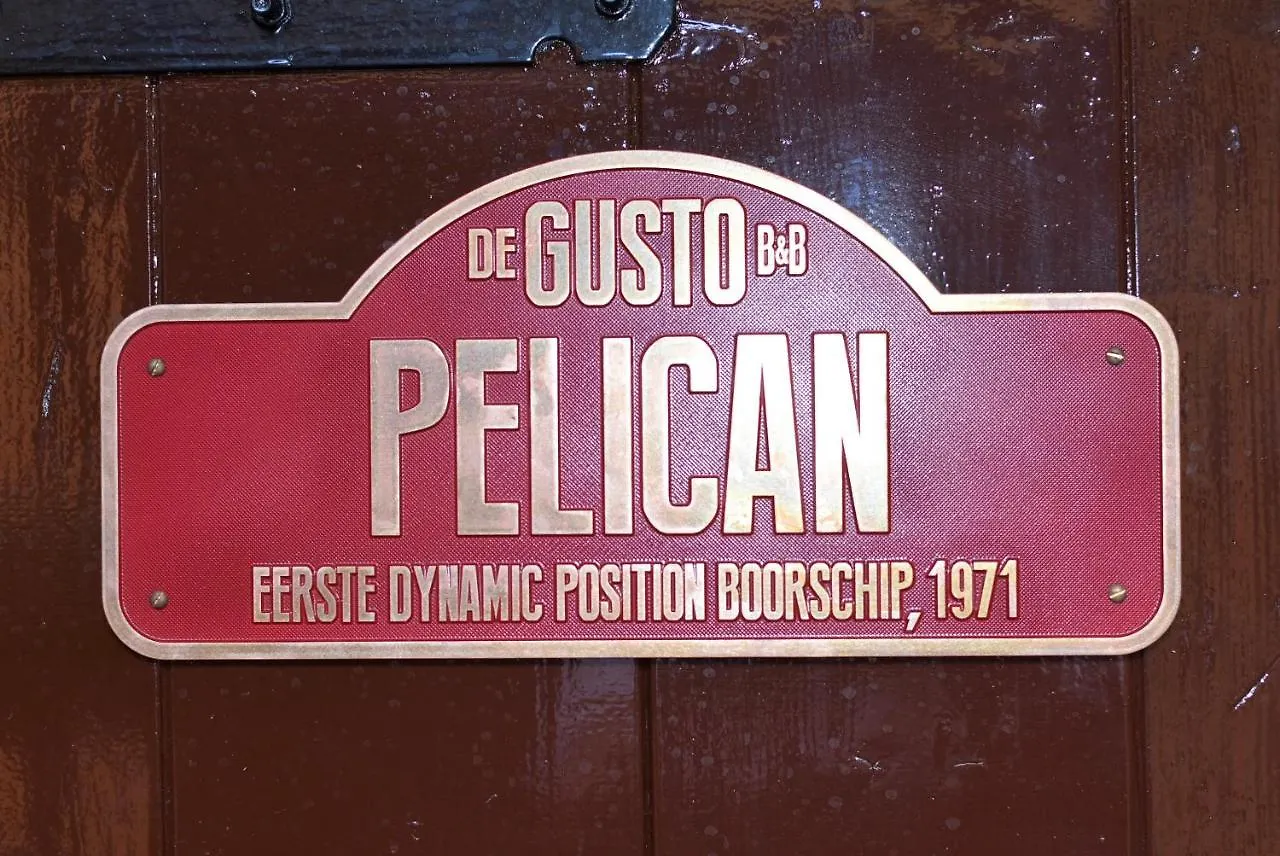 DE GUSTO B&B
PELICAN
EERSTE DYNAMIC POSITION BOORSCHIP, 1971